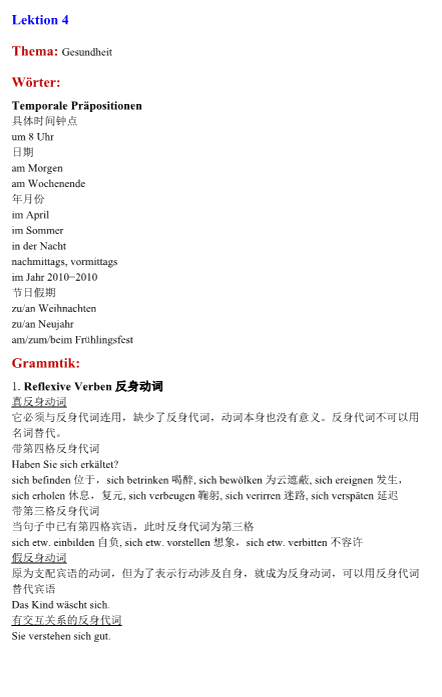 Lektion 4
Thema: Gesundheit
Wörter:
Temporale Präpositionen
具体时间钟点
um 8 Uhr
日期
am Morgen
am Wochenende
年月份
im April
im Sommer
in der Nacht
nachmittags, vormittags
im Jahr 2010=2010
节日假期
zu/an Weihnachten
zu/an Neujahr
am/zum/beim Frühlingsfest
Grammtik:
1. Reflexive Verben 反身动词
真反身动词
它必须与反身代词连用，缺少了反身代词，动词本身也没有意义。反身代词不可以用
名词替代。
带第四格反身代词
Haben Sie sich erkältet?
sich befinden 位于，sich betrinken 喝醉, sich bewölken 为云遮蔽, sich ereignen 发生，
sich erholen 休息，复元, sich verbeugen 鞠躬, sich verirren 迷路, sich verspäten 延迟
带第三格反身代词
当句子中已有第四格宾语，此时反身代词为第三格
sich etw. einbilden 自负, sich etw. vorstellen 想象，sich etw. verbitten 不容许
假反身动词
原为支配宾语的动词，但为了表示行动涉及自身，就成为反身动词，可以用反身代词
替代宾语
Das Kind wäscht sich.
有交互关系的反身代词
Sie verstehen sich gut.